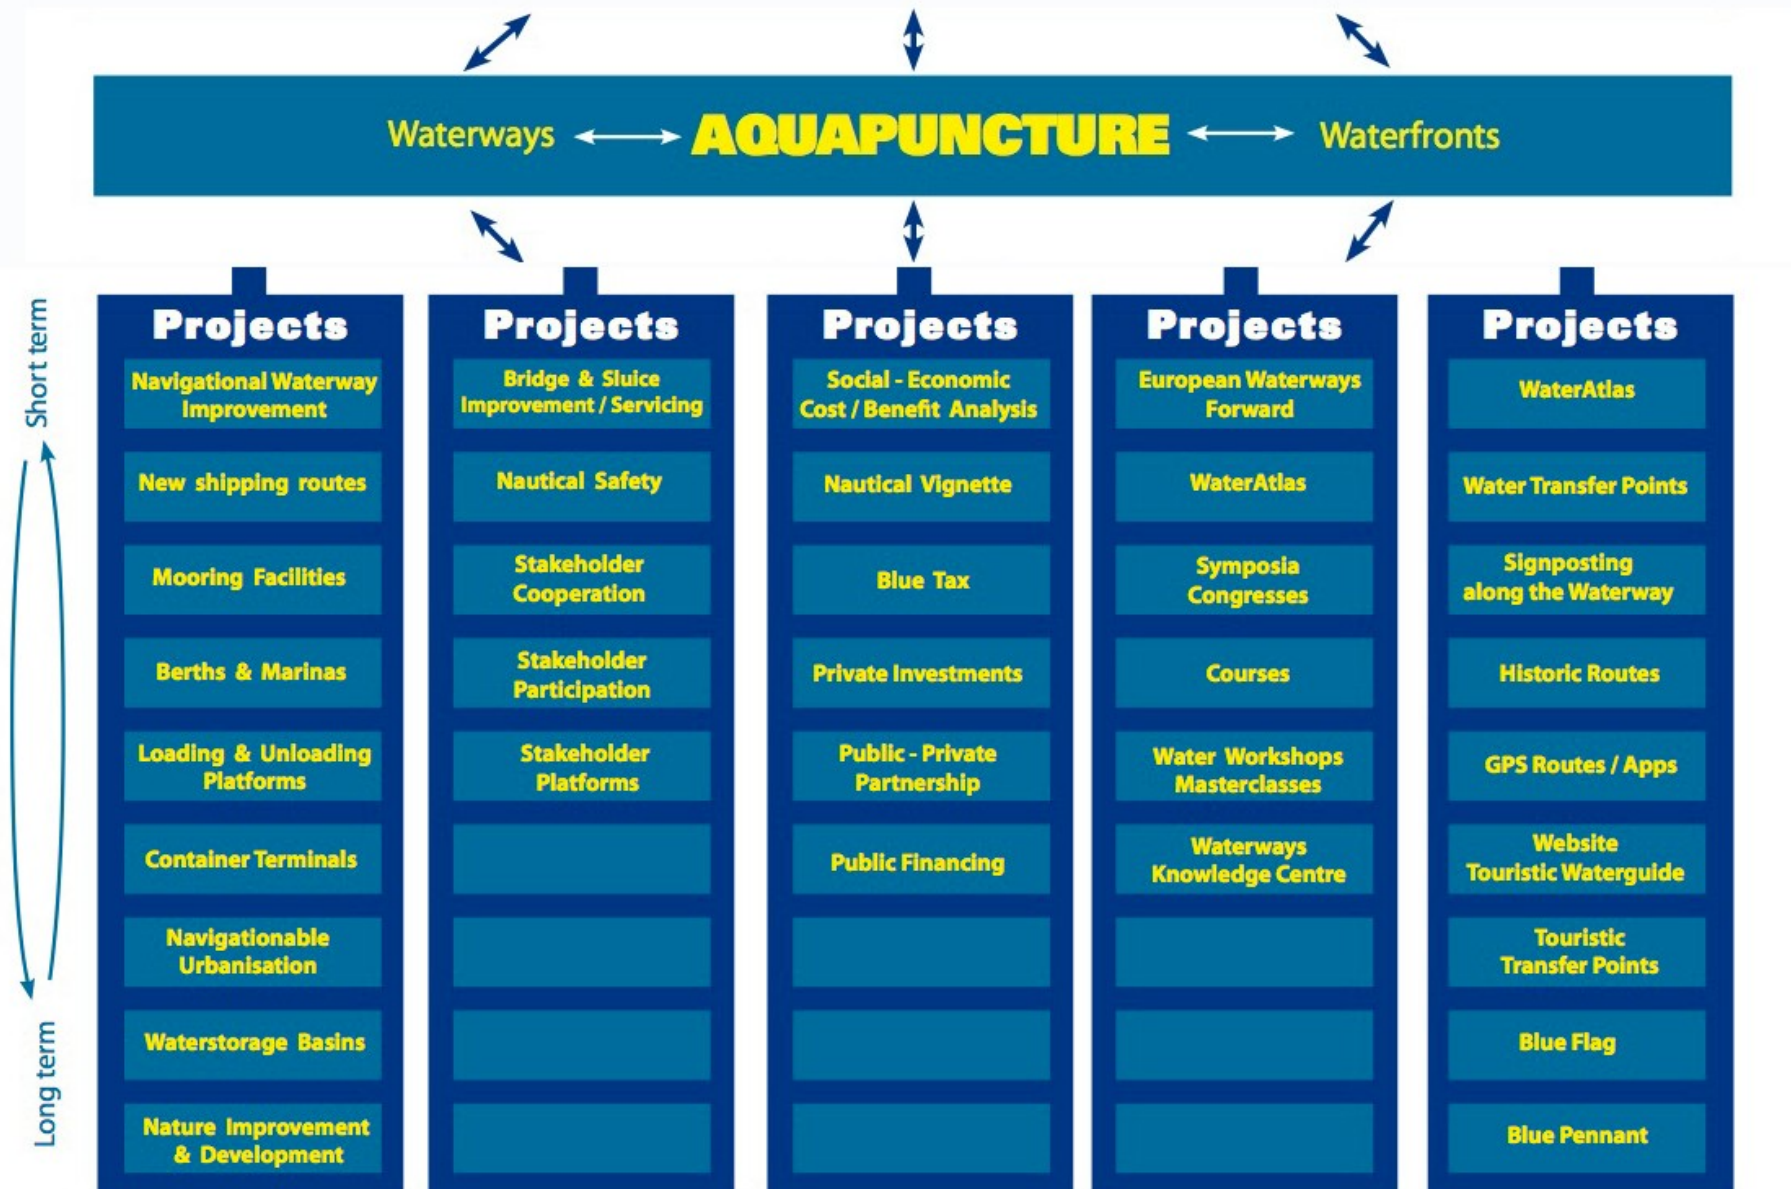 Waterways
AQUAPUNCTURE
Waterfronts
Short term
Long term
Projects
Navigational Waterway
Improvement
New shipping routes
Mooring Facilities
Berths & Marinas
Loading & Unloading
Platforms
Container Terminals
Navigationable
Urbanisation
Waterstorage Basins
Nature Improvement
& Development
Projects
Bridge & Sluice
Improvement / Servicing
Nautical Safety
Stakeholder
Cooperation
Stakeholder
Participation
Stakeholder
Platforms
Projects
Social - Economic
Cost / Benefit Analysis
Nautical Vignette
Blue Tax
Private Investments
Public - Private
Partnership
Public Financing
Projects
European Waterways
Forward
WaterAtlas
Symposia
Congresses
Courses
Water Workshops
Masterclasses
Waterways
Knowledge Centre
Projects
WaterAtlas
Water Transfer Points
Signposting
along the Waterway
Historic Routes
GPS Routes / Apps
Website
Touristic Waterguide
Touristic
Transfer Points
Blue Flag
Blue Pennant